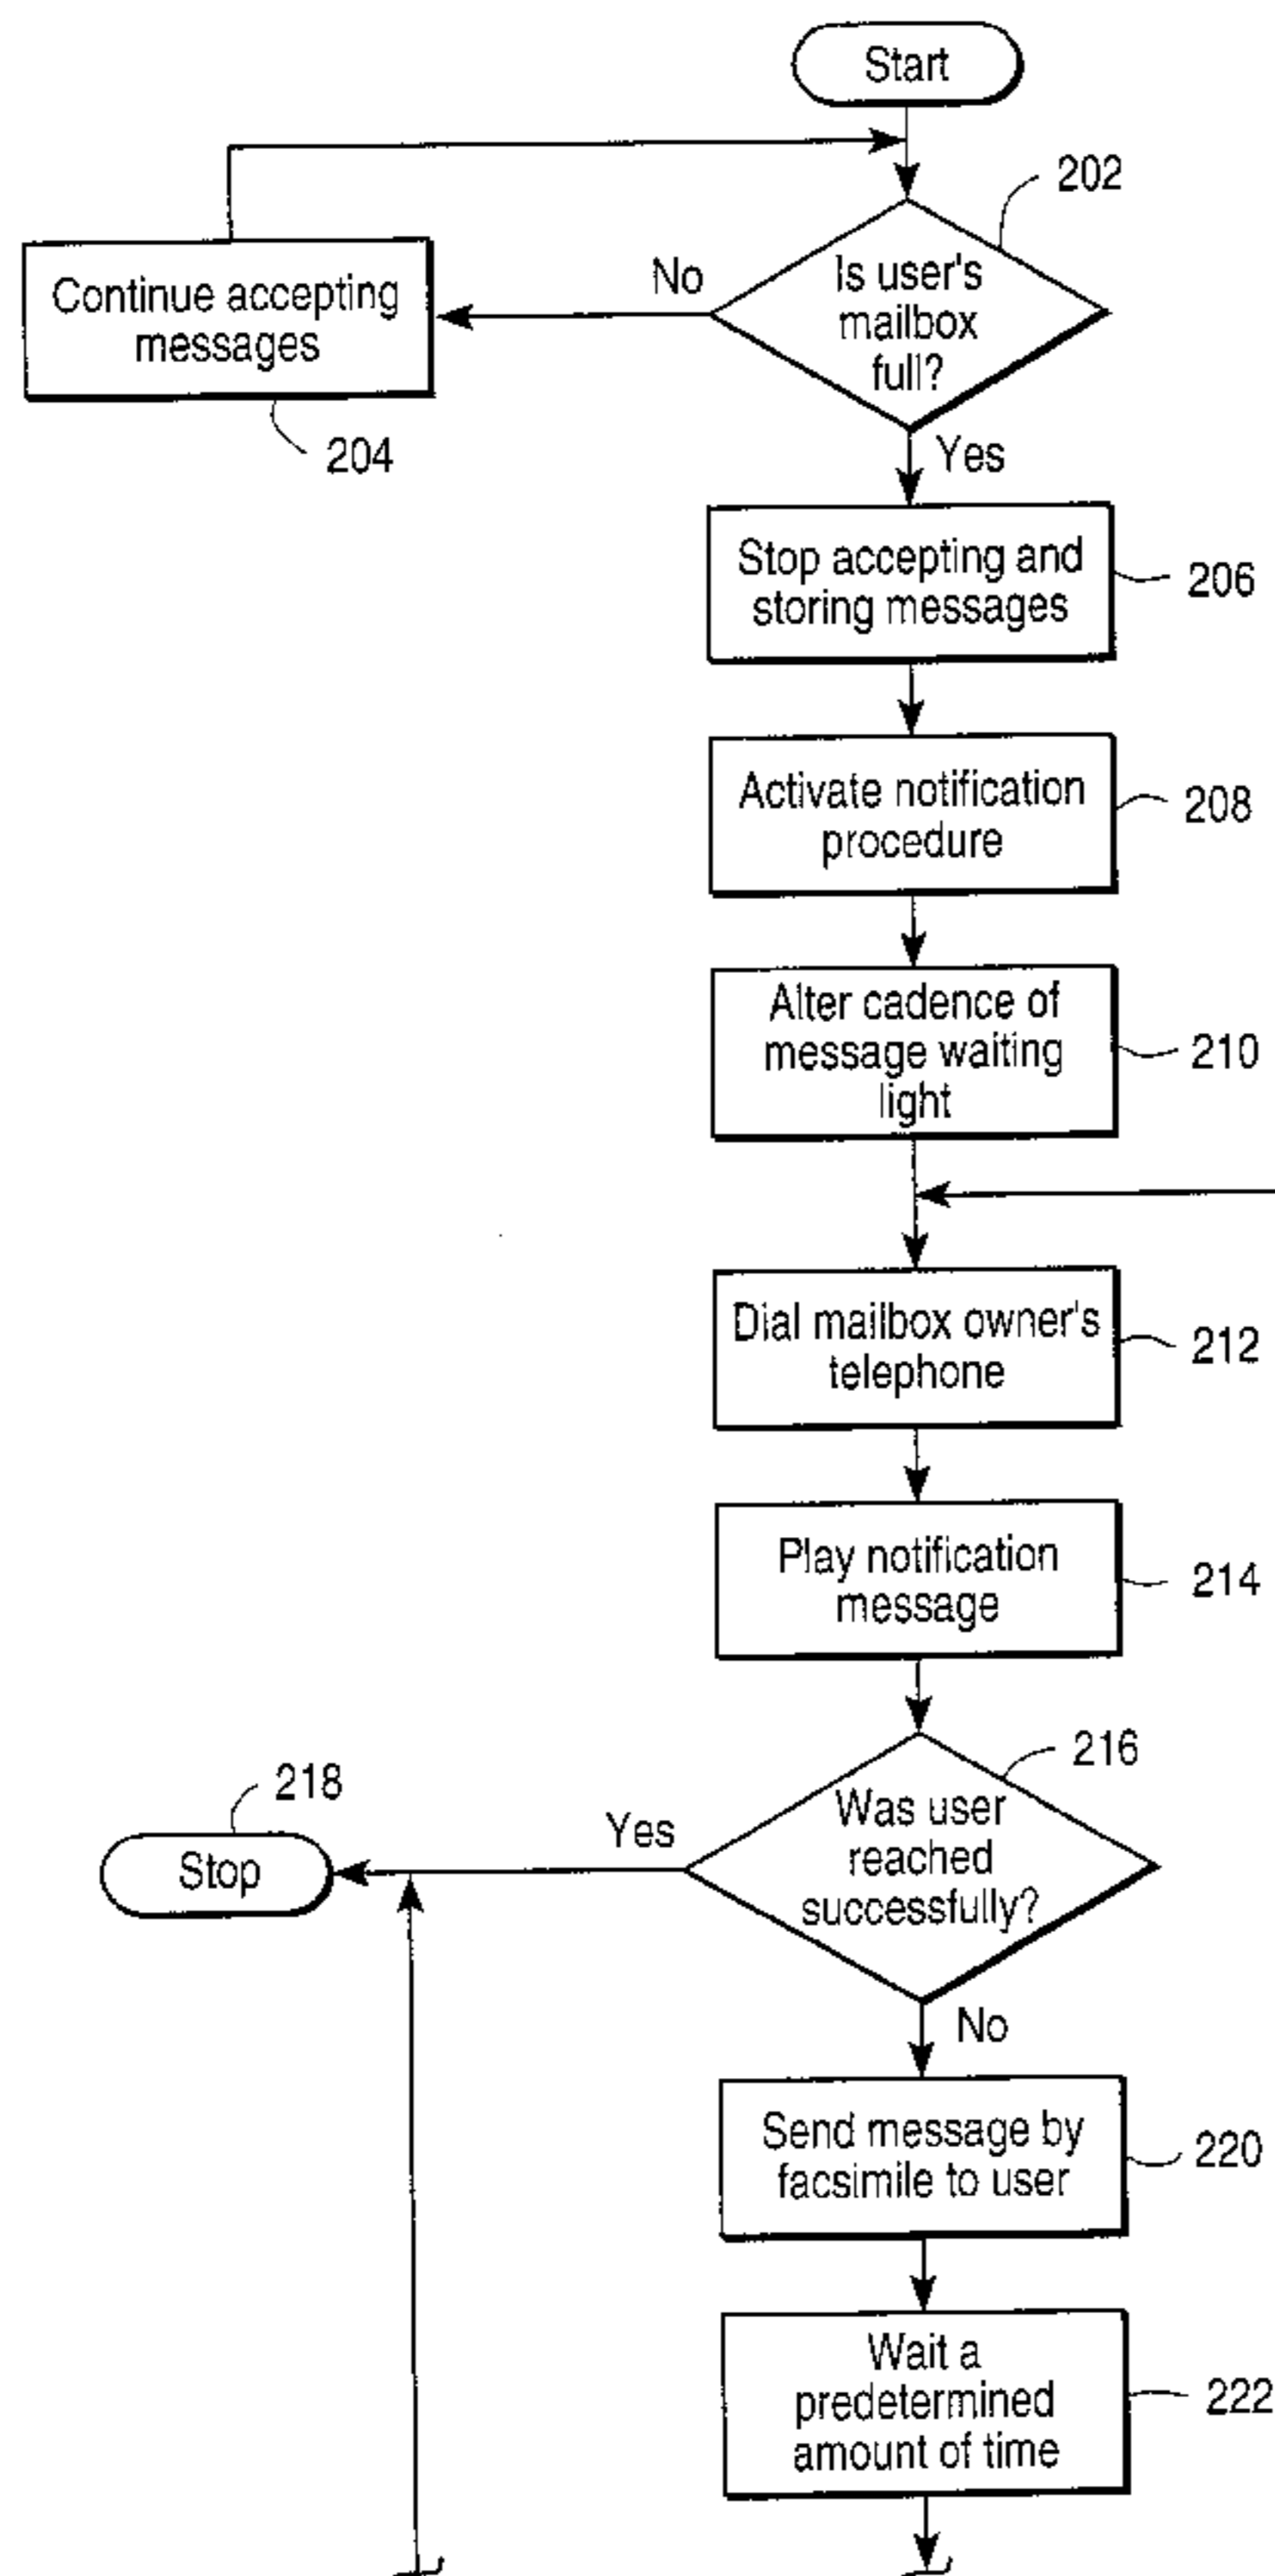 Start
202
Is user's
mailbox
full?
No
Continue accepting
messages
204
Yes
Stop accepting and
storing messages
206
Activate notification
procedure
208
Alter cadence of
message waiting
light
210
Dial mailbox owner's
telephone
212
Play notification
message
214
216
Was user
reached
successfully?
Yes
218
Stop
No
Send message by
facsimile to user
220
Wait a
predetermined
amount of time
222